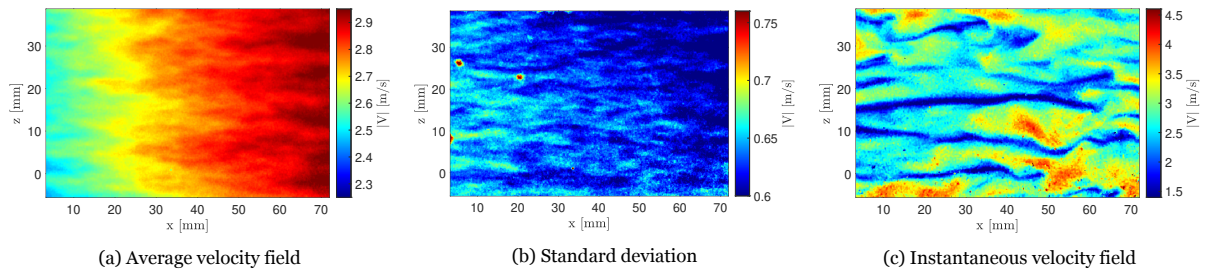 30
20
10
0
z [mm]
10 20 30 40 50 60 70
x [mm]
2.9
2.8
2.7
2.6
2.5
2.4
2.3
|V| [m/s]
(a) Average velocity field
30
20
10
0
z [mm]
10 20 30 40 50 60 70
x [mm]
0.75
0.7
0.65
0.6
|V| [m/s]
(b) Standard deviation
30
20
10
0
z [mm]
10 20 30 40 50 60 70
x [mm]
4.5
4
3.5
3
2.5
2
1.5
|V| [m/s]
(c) Instantaneous velocity field